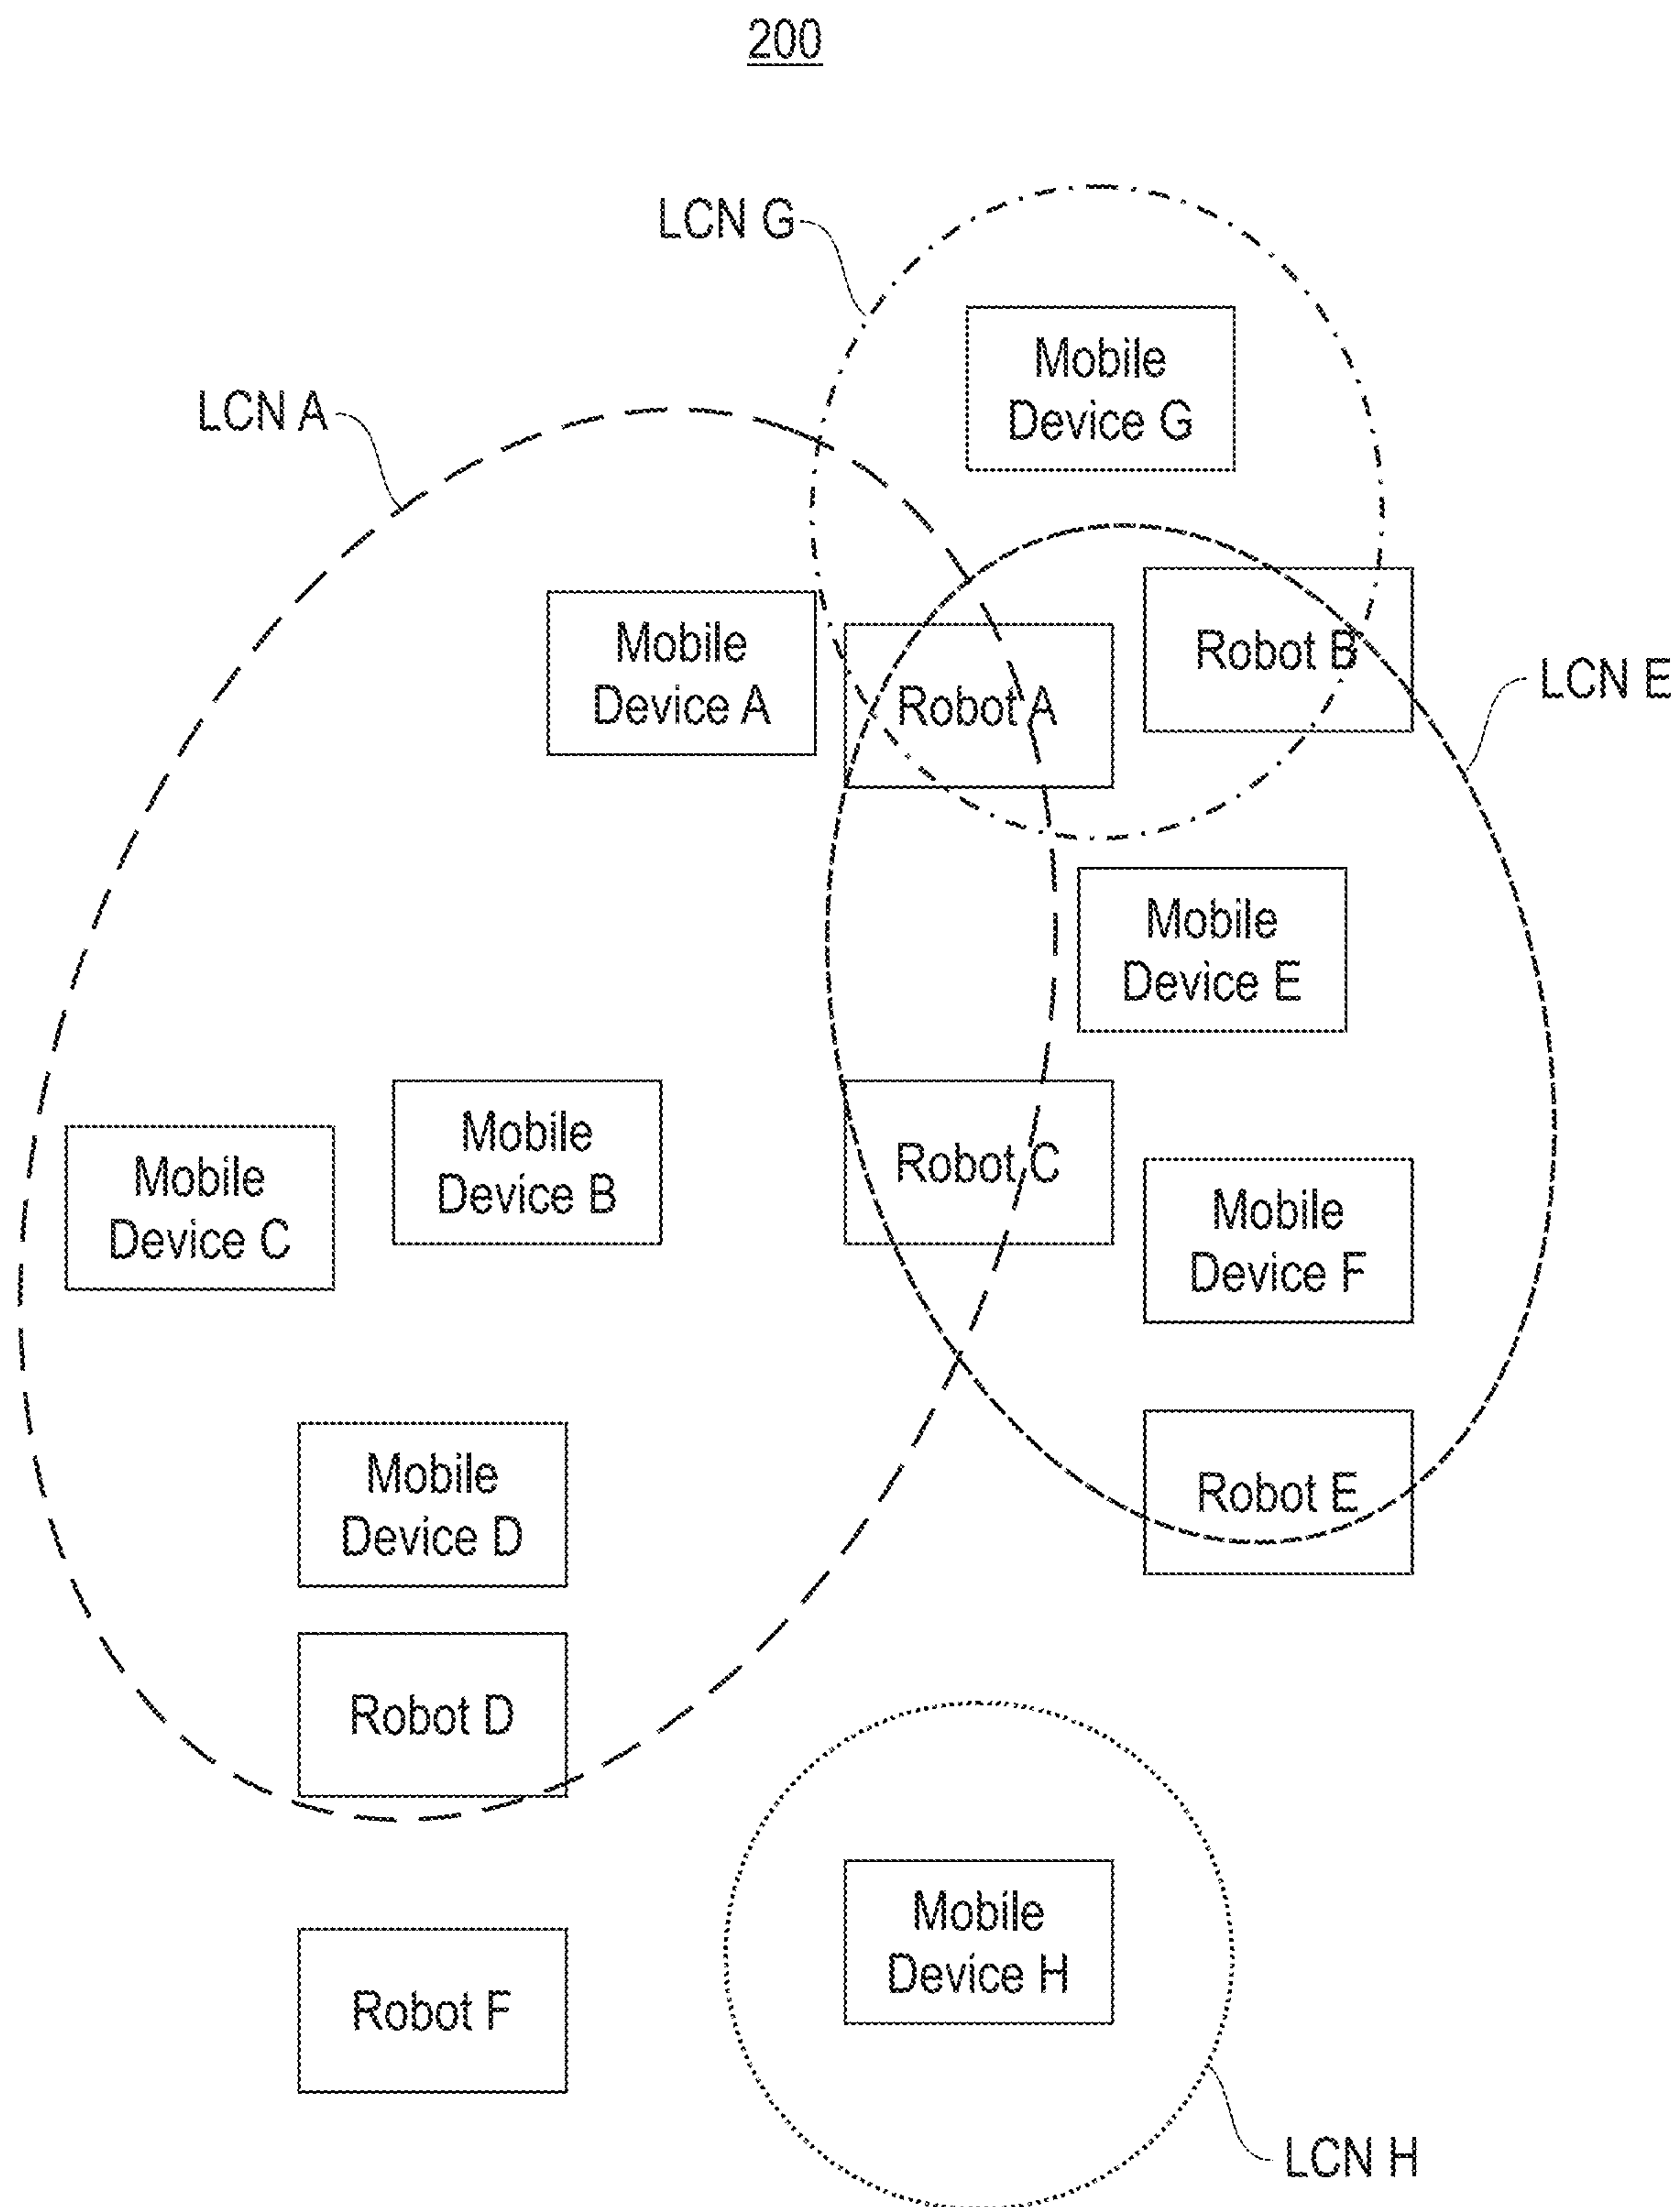 200
LCN G
Mobile
Device G
LCN A
Mobile
Device A
Robot A
Robot B
LCN E
Mobile
Device E
Mobile
Device B
Mobile
Device C
Robot C
Mobile
Device F
Mobile
Device D
Robot E
Robot D
Mobile
Device H
Robot F
LCN H